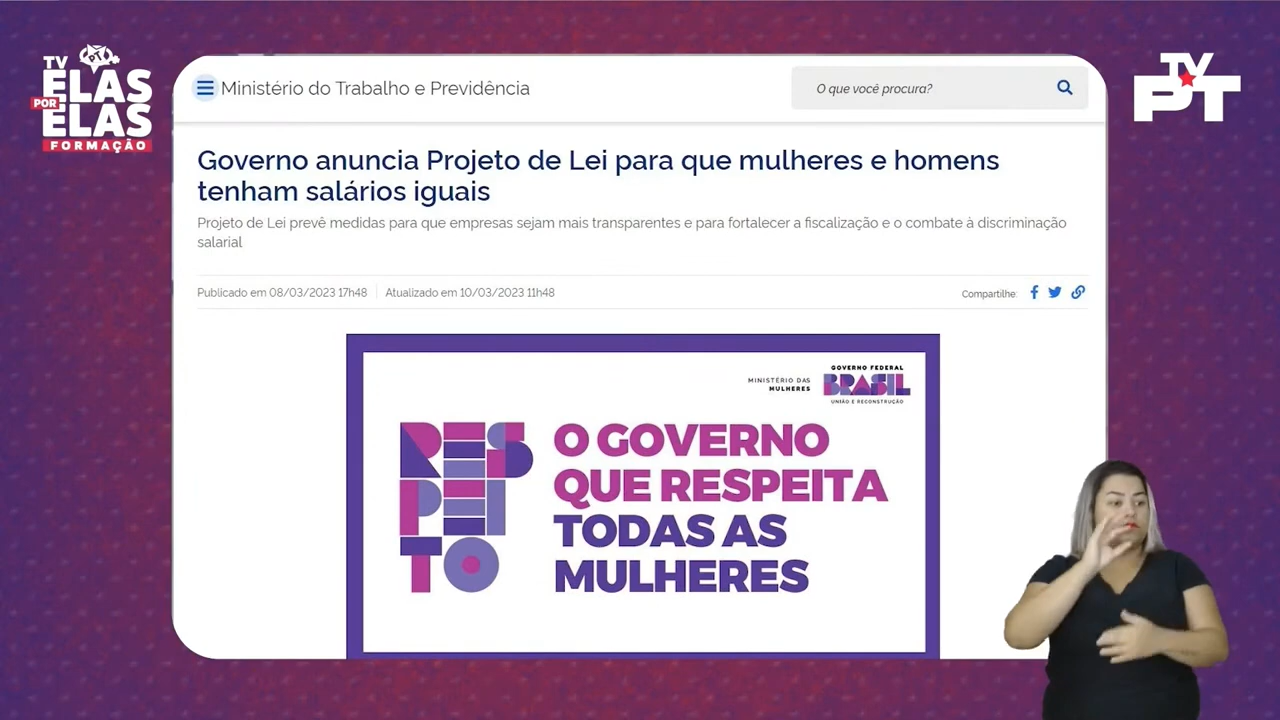 TV
PT
ELAS
POR
ELAS
FORMAÇÃO
Ministério do Trabalho e Previdência
O que você procura?
TV
PT
Governo anuncia Projeto de Lei para que mulheres e homens
tenham salários iguais
Projeto de Lei prevê medidas para que empresas sejam mais transparentes e para fortalecer a fiscalização e o combate à discriminação
salarial
Publicado em 08/03/2023 17h48
Atualizado em 10/03/2023 11h48
Compartilhe:
MINISTÉRIO DAS
MULHERES
GOVERNO FEDERAL
BRASIL
UNIÃO E RECONSTRUÇÃO
RES
PEI
TO
O GOVERNO
QUE RESPEITA
TODAS AS
MULHERES